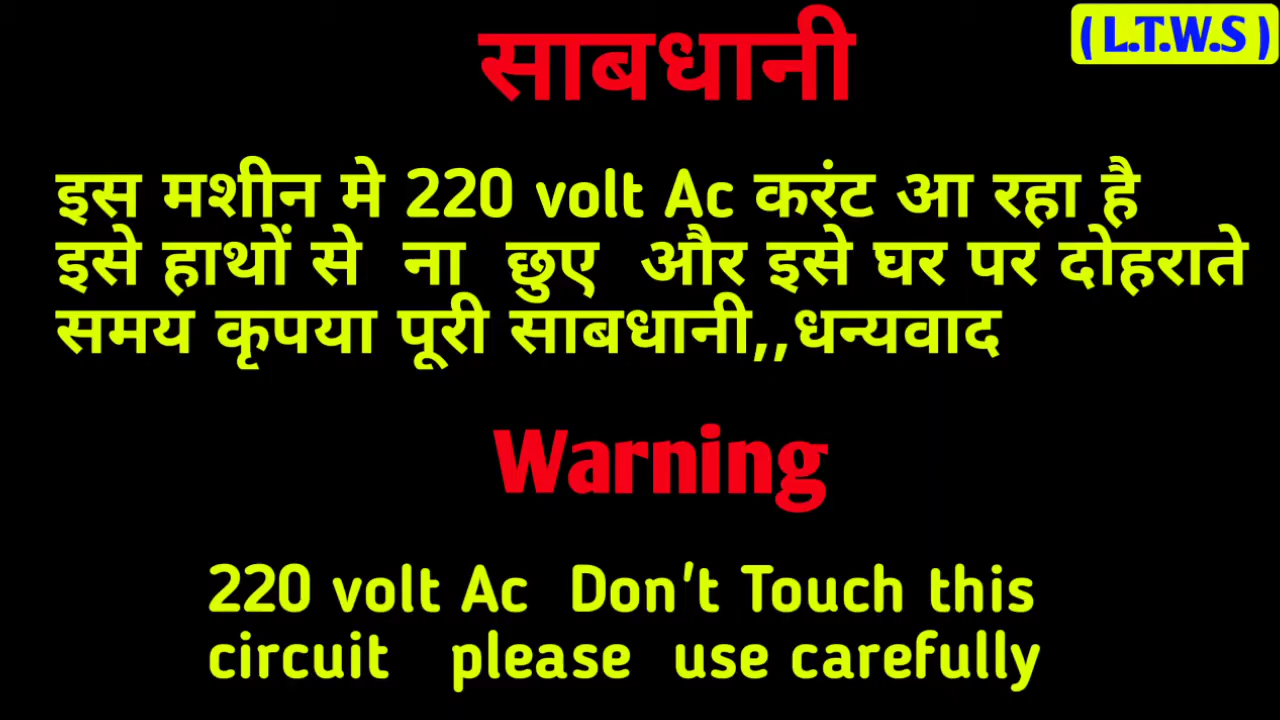 साबधानी
( L.T.W.S )
इस मशीन मे 220 volt Ac करंट आ रहा है
इसे हाथों से ना छुए और इसे घर पर दोहराते
समय कृपया पूरी साबधानी,,धन्यवाद
Warning
220 volt Ac Don't Touch this
circuit please use carefully